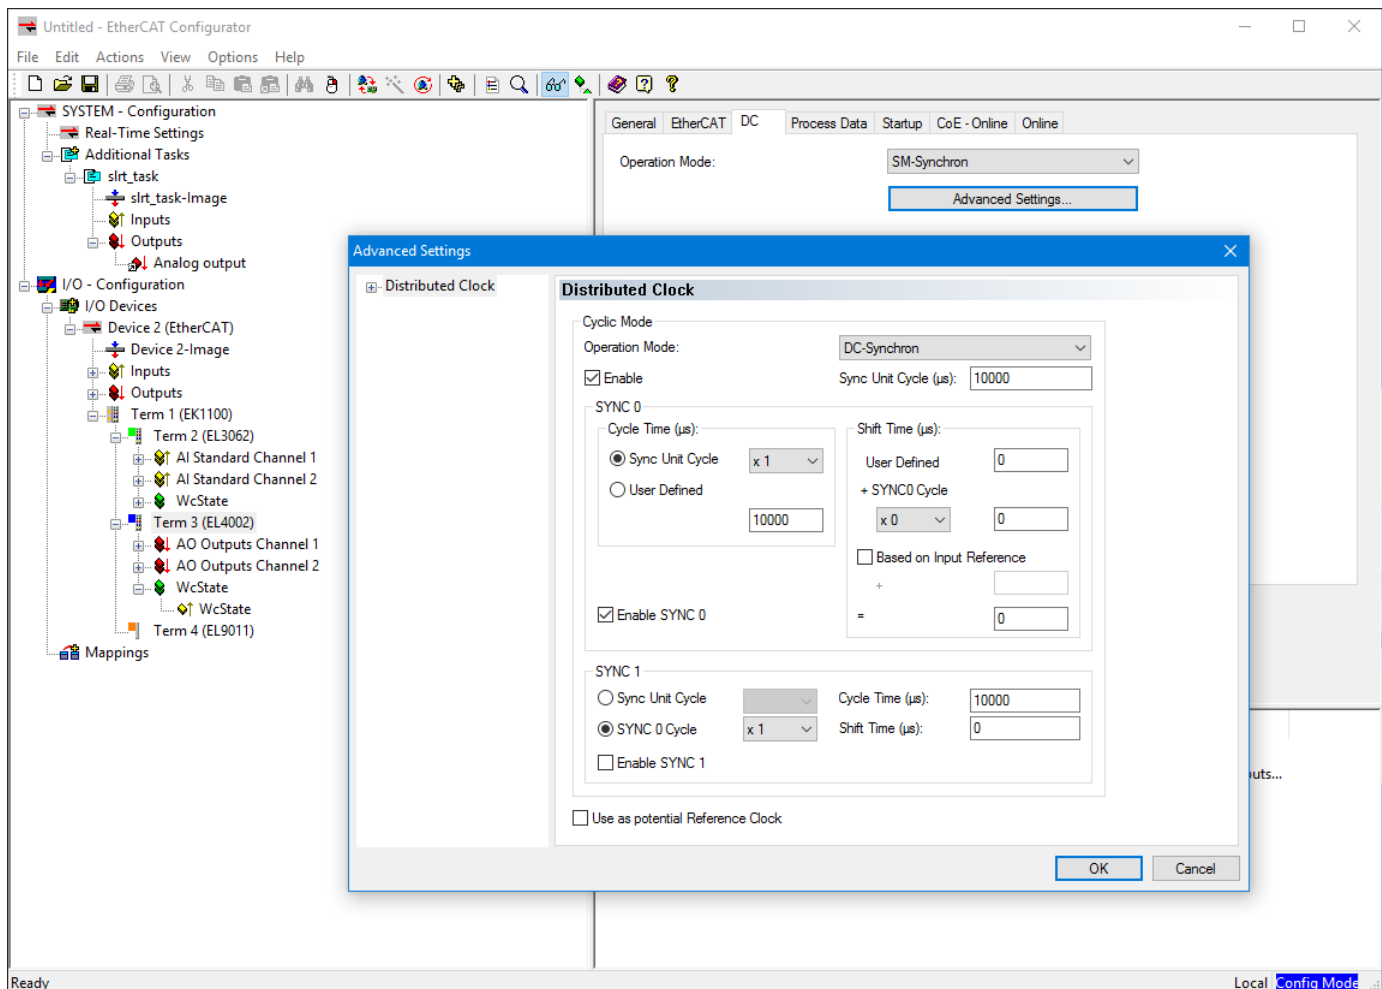 Untitled - EtherCAT Configurator
File Edit Actions View Options Help
SYSTEM - Configuration
Real-Time Settings
Additional Tasks
slrt_task
slrt_task-Image
Inputs
Outputs
Analog output
I/O - Configuration
I/O Devices
Device 2 (EtherCAT)
Device 2-Image
Inputs
Outputs
Term 1 (EK1100)
Term 2 (EL3062)
AI Standard Channel 1
AI Standard Channel 2
WcState
Term 3 (EL4002)
AO Outputs Channel 1
AO Outputs Channel 2
WcState
WcState
Term 4 (EL9011)
Mappings
General EtherCAT DC Process Data Startup CoE - Online Online
Operation Mode: SM-Synchron
Advanced Settings...
Advanced Settings
Distributed Clock
Distributed Clock
Cyclic Mode
Operation Mode: DC-Synchron
Enable Sync Unit Cycle (µs): 10000
SYNC 0
Cycle Time (µs):
Sync Unit Cycle x 1
User Defined
10000
Enable SYNC 0
Shift Time (µs):
User Defined 0
+ SYNC0 Cycle
x 0 0
Based on Input Reference
+
= 0
SYNC 1
Sync Unit Cycle Cycle Time (µs): 10000
SYNC 0 Cycle x 1 Shift Time (µs): 0
Enable SYNC 1
Use as potential Reference Clock
OK Cancel
uts...
Ready Local Config Mode